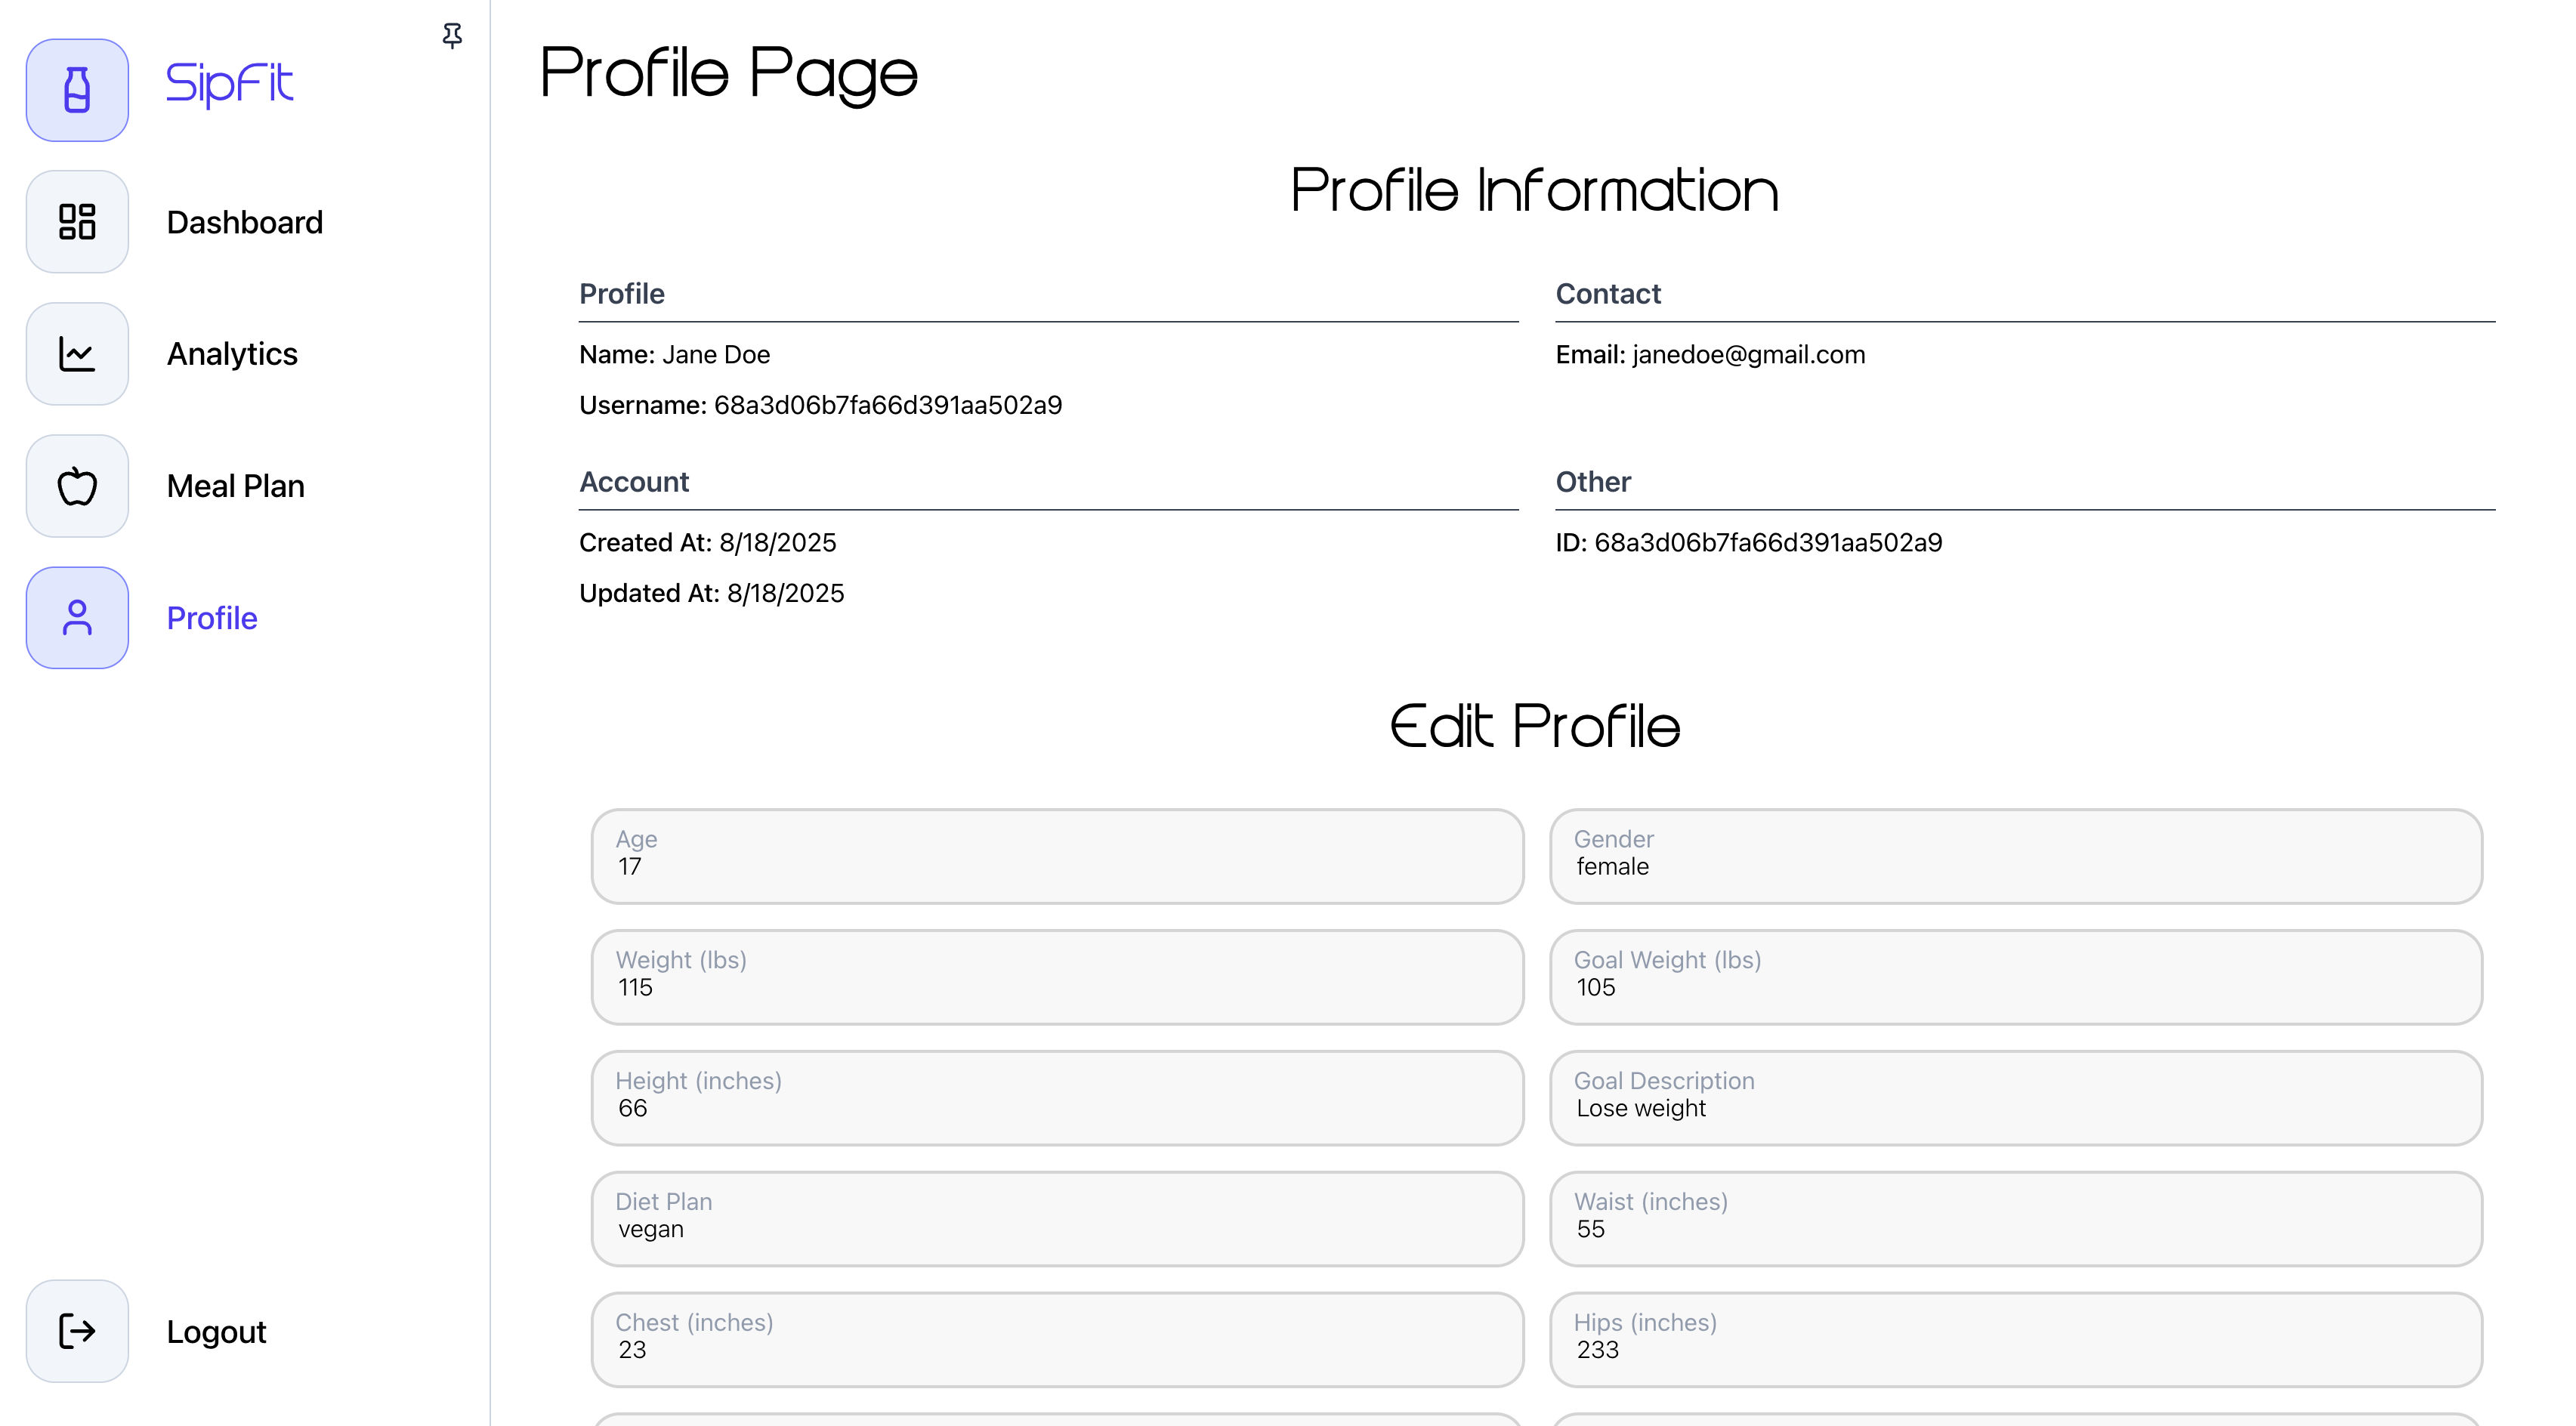 SipFit
Dashboard
Analytics
Meal Plan
Profile
Logout
Profile Page
Profile Information
Profile
Name: Jane Doe
Username: 68a3d06b7fa66d391aa502a9
Contact
Email: janedoe@gmail.com
Account
Created At: 8/18/2025
Updated At: 8/18/2025
Other
ID: 68a3d06b7fa66d391aa502a9
Edit Profile
Age
17
Gender
female
Weight (lbs)
115
Goal Weight (lbs)
105
Height (inches)
66
Goal Description
Lose weight
Diet Plan
vegan
Waist (inches)
55
Chest (inches)
23
Hips (inches)
233